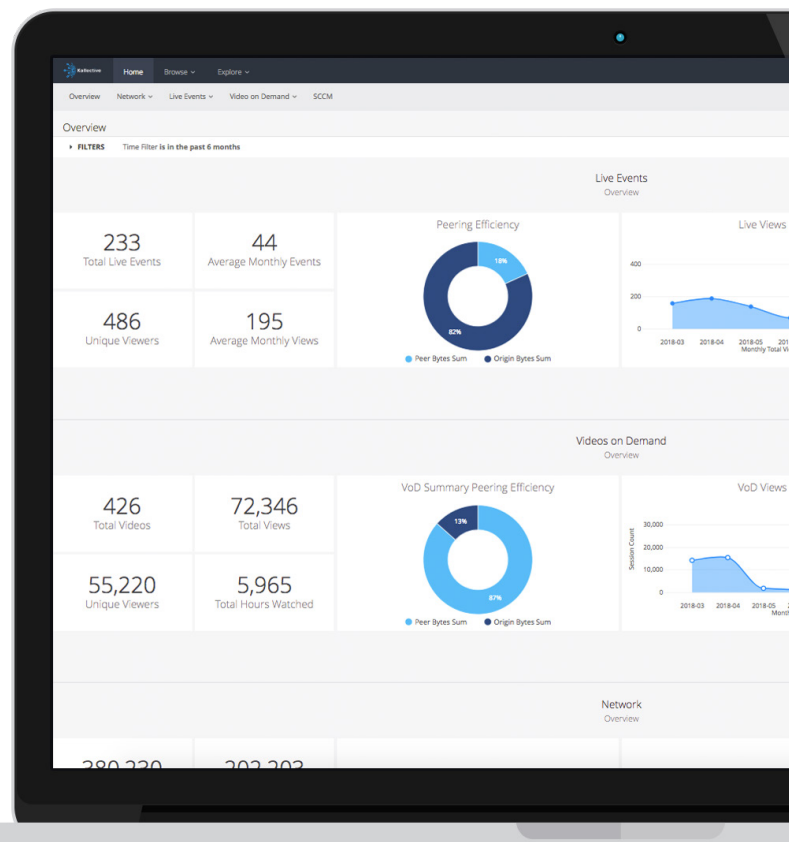 Kollective
Home Browse Explore
Overview Network Live Events Video on Demand SCCM
Overview
FILTERS Time Filter is in the past 6 months
Live Events
Overview
233
Total Live Events
44
Average Monthly Events
486
Unique Viewers
195
Average Monthly Views
Peering Efficiency
18%
82%
Peer Bytes Sum Origin Bytes Sum
Live Views
400
200
0
2018-03 2018-04 2018-05
Monthly Total
Videos on Demand
Overview
426
Total Videos
72,346
Total Views
55,220
Unique Viewers
5,965
Total Hours Watched
VoD Summary Peering Efficiency
13%
87%
Peer Bytes Sum Origin Bytes Sum
VoD Views
Session Count
30,000
20,000
10,000
0
2018-03 2018-04 2018-05
Network
Overview